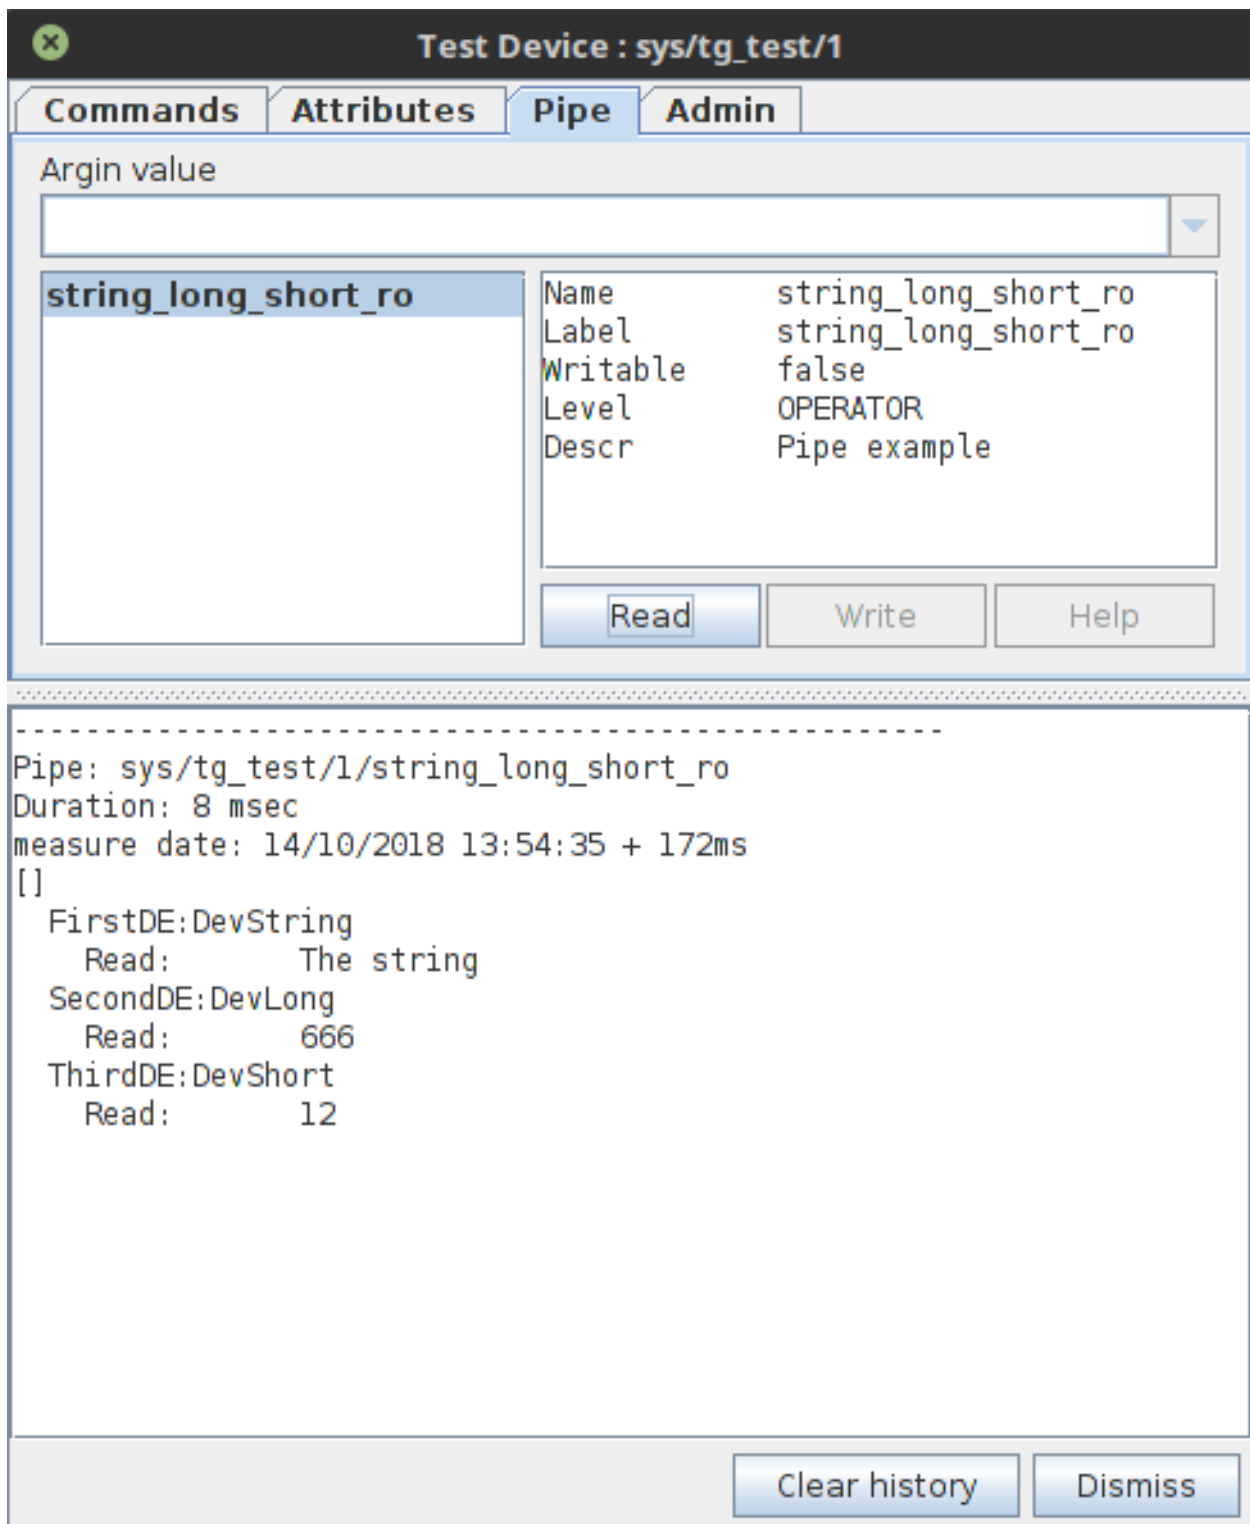 Test Device : sys/tg_test/1
Commands Attributes Pipe Admin
Argin value
string_long_short_ro
Name string_long_short_ro
Label string_long_short_ro
Writable false
Level OPERATOR
Descr Pipe example
Read Write Help
----------------------------------------------------
Pipe: sys/tg_test/1/string_long_short_ro
Duration: 8 msec
measure date: 14/10/2018 13:54:35 + 172ms
[]
FirstDE:DevString
Read: The string
SecondDE:DevLong
Read: 666
ThirdDE:DevShort
Read: 12
Clear history Dismiss